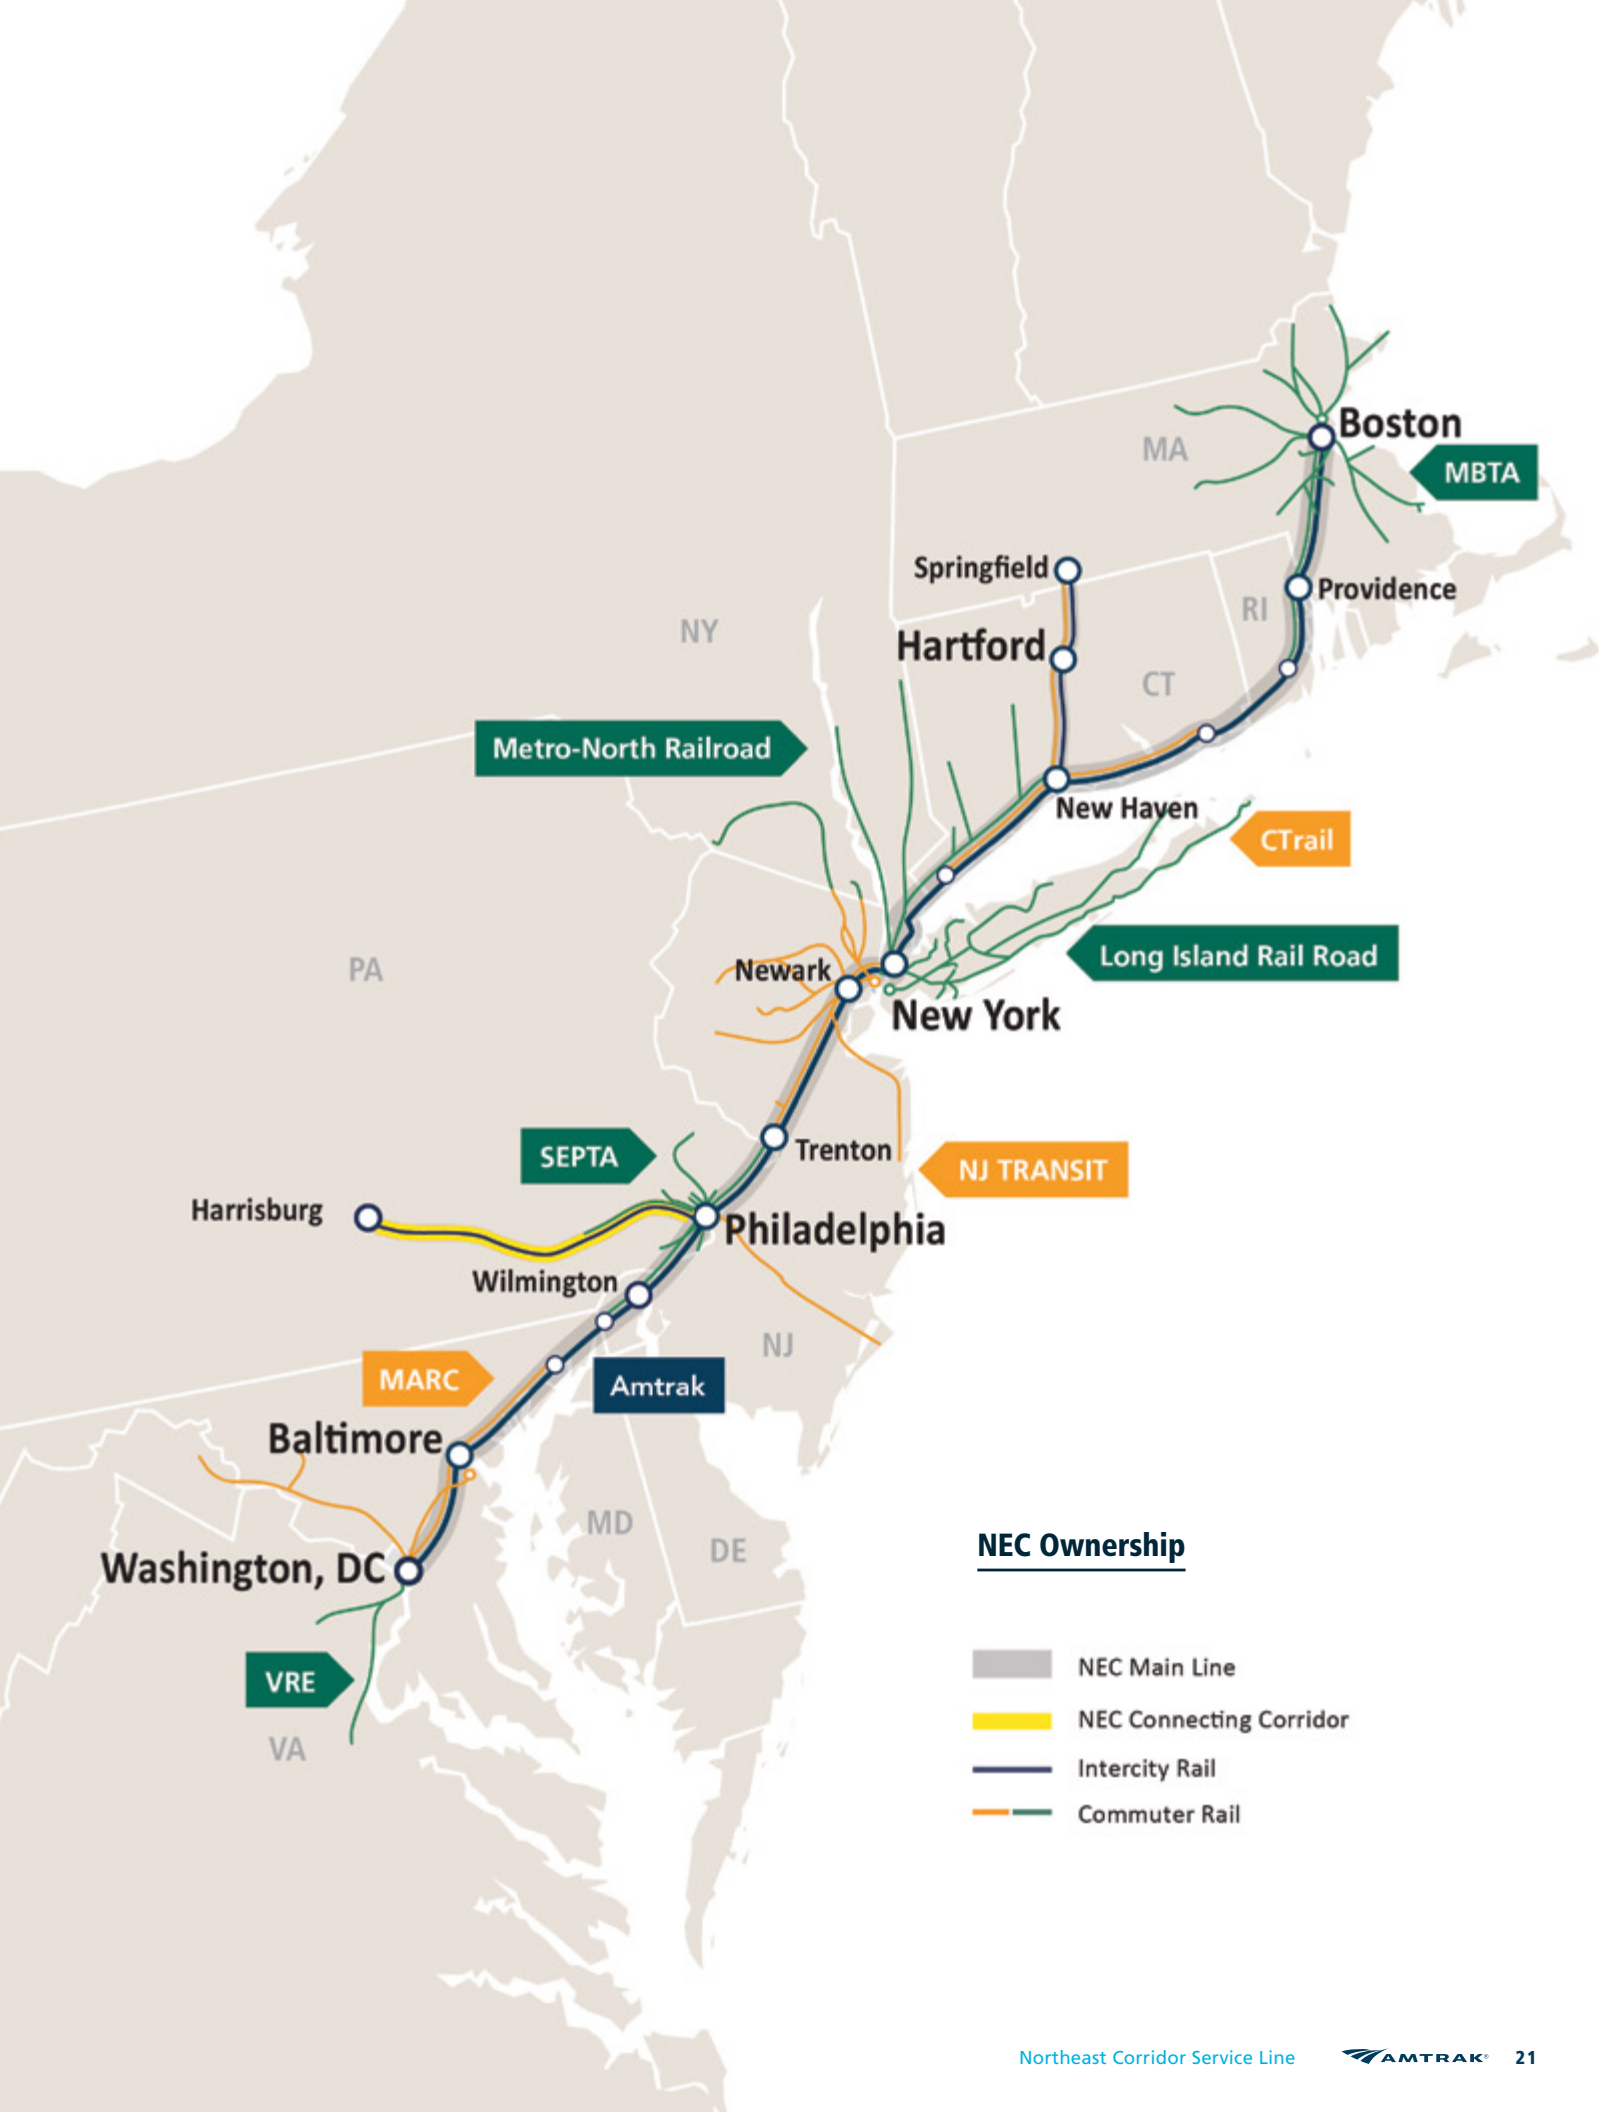 Boston
MA
MBTA
Springfield
Providence
RI
NY
Hartford
CT
Metro-North Railroad
New Haven
CTrail
Long Island Rail Road
PA
Newark
New York
SEPTA
Trenton
NJ TRANSIT
Harrisburg
Philadelphia
Wilmington
NJ
MARC
Amtrak
Baltimore
MD
DE
Washington, DC
VRE
VA
NEC Ownership
NEC Main Line
NEC Connecting Corridor
Intercity Rail
Commuter Rail
Northeast Corridor Service Line AMTRAK® 21